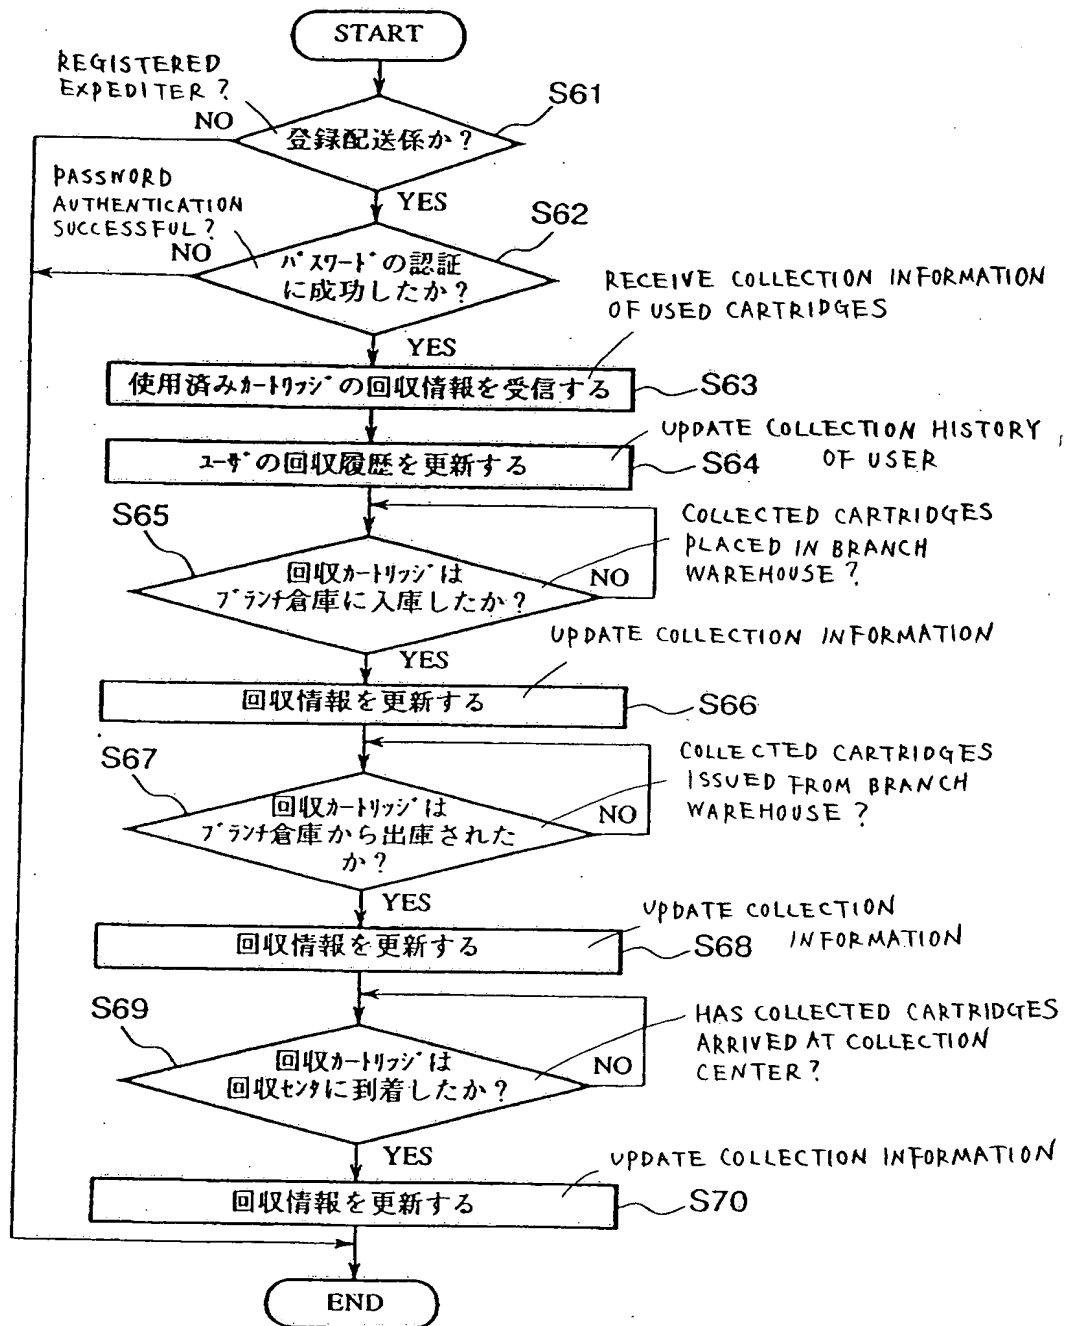 START
REGISTERED
EXPEDITER?
S61
NO
登録配送係か?
YES
PASSWORD
AUTHENTICATION
SUCCESSFUL?
S62
NO
パスワードの認証
に成功したか?
YES
RECEIVE COLLECTION INFORMATION
OF USED CARTRIDGES
使用済みカートリッジの回収情報を受信する
S63
UPDATE COLLECTION HISTORY
OF USER
ユーザの回収履歴を更新する
S64
S65
COLLECTED CARTRIDGES
PLACED IN BRANCH
WAREHOUSE?
回収カートリッジは
ブランチ倉庫に入庫したか?
NO
YES
UPDATE COLLECTION INFORMATION
回収情報を更新する
S66
S67
COLLECTED CARTRIDGES
ISSUED FROM BRANCH
WAREHOUSE?
回収カートリッジは
ブランチ倉庫から出庫された
か?
NO
YES
UPDATE COLLECTION
INFORMATION
回収情報を更新する
S68
S69
HAS COLLECTED CARTRIDGES
ARRIVED AT COLLECTION
CENTER?
回収カートリッジは
回収センタに到着したか?
NO
YES
UPDATE COLLECTION INFORMATION
回収情報を更新する
S70
END